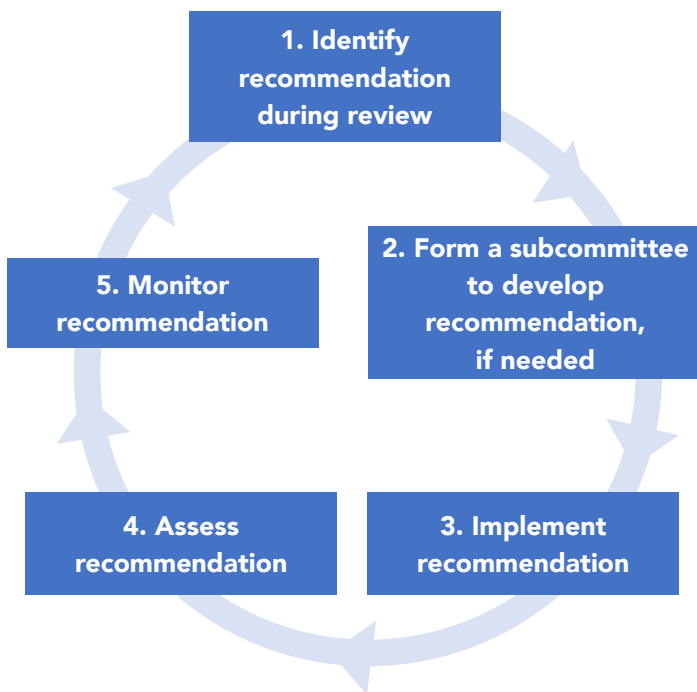 1. Identify
recommendation
during review
2. Form a subcommittee
to develop
recommendation,
if needed
5. Monitor
recommendation
4. Assess
recommendation
3. Implement
recommendation